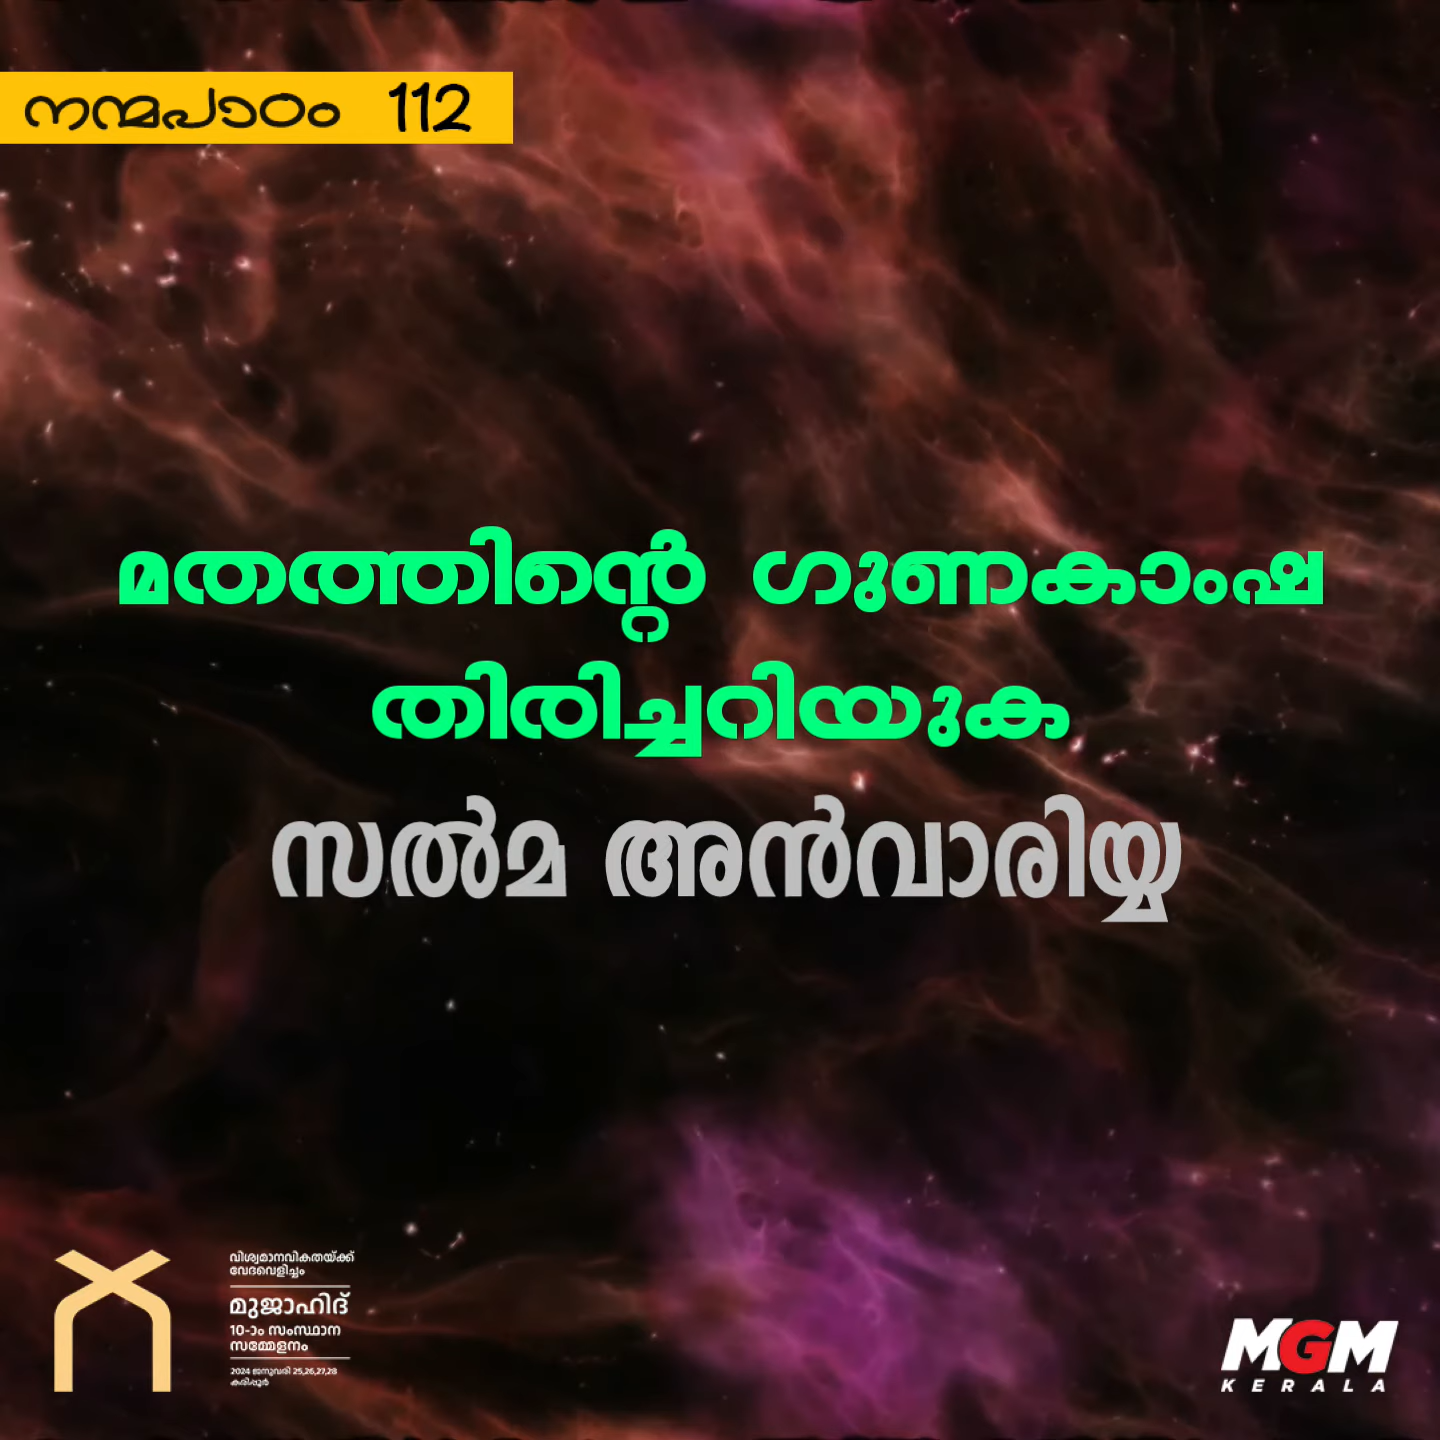 നന്മപാഠം 112
മതത്തിന്റെ ഗുണകാംഷ
തിരിച്ചറിയുക
സൽമ അൻവാരിയ്യ
വിശ്വമാനവികതയ്ക്ക്
വേദവെളിച്ചം
മുജാഹിദ്
10-ാം സംസ്ഥാന
സമ്മേളനം
2024 ജനുവരി 25,26,27,28
കരിപ്പൂർ
MGM
KERALA